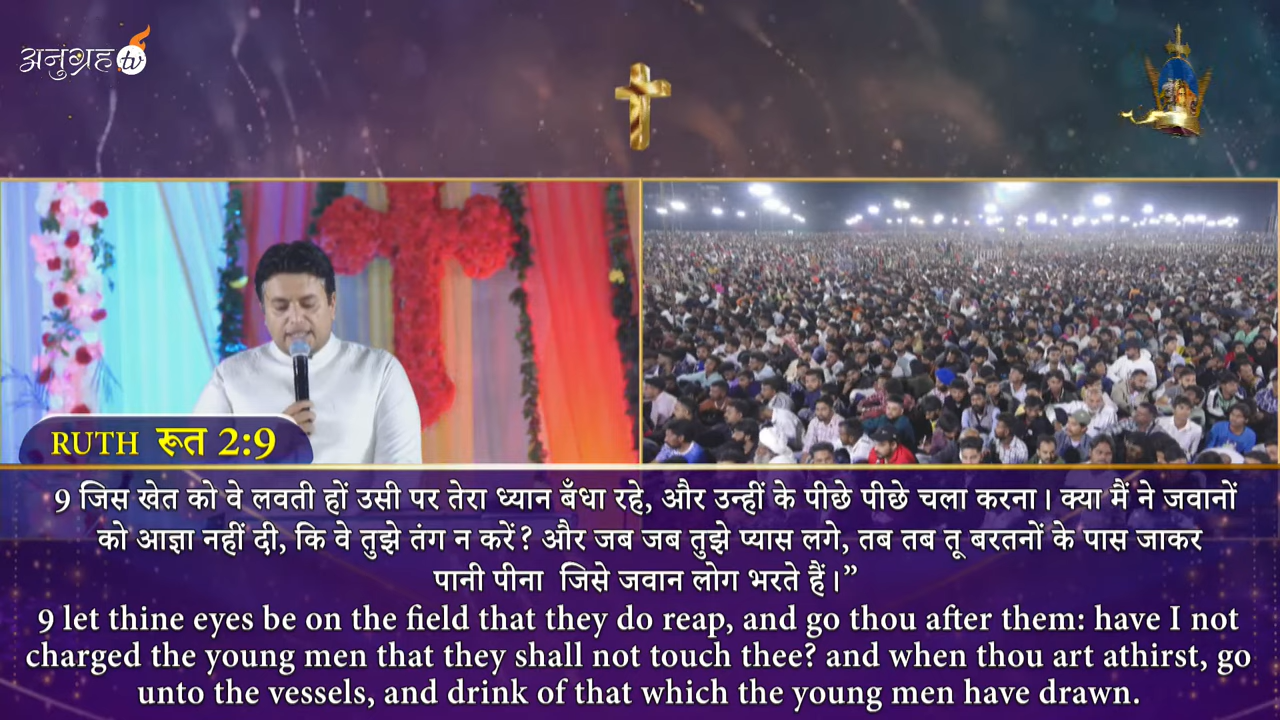 अनुग्रह tv
RUTH रूत 2:9
9 जिस खेत को वे लवती हों उसी पर तेरा ध्यान बँधा रहे, और उन्हीं के पीछे पीछे चला करना। क्या मैं ने जवानों
को आज्ञा नहीं दी, कि वे तुझे तंग न करें? और जब जब तुझे प्यास लगे, तब तब तू बरतनों के पास जाकर
पानी पीना जिसे जवान लोग भरते हैं।”
9 let thine eyes be on the field that they do reap, and go thou after them: have I not
charged the young men that they shall not touch thee? and when thou art athirst, go
unto the vessels, and drink of that which the young men have drawn.